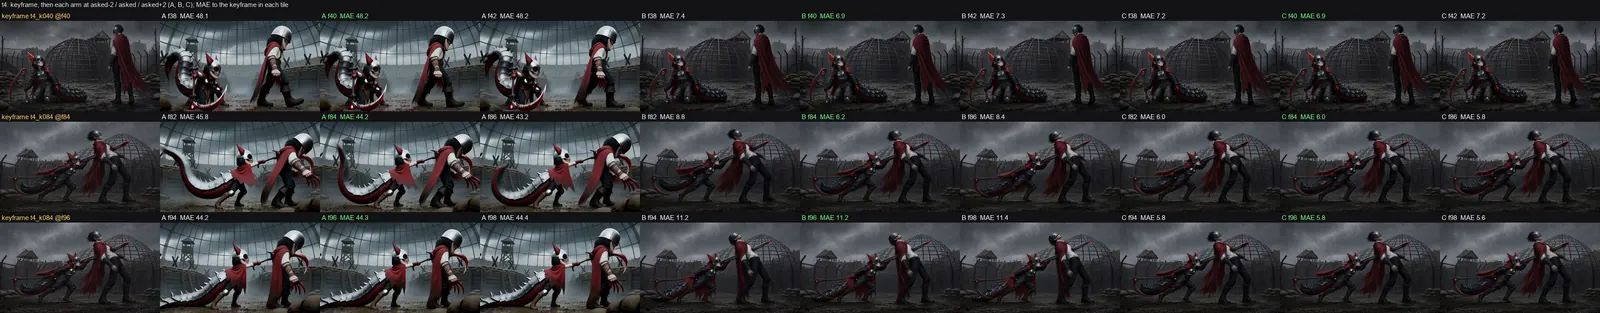 t4: keyframe, then each arm at asked-2 / asked / asked+2 (A, B, C); MAE to the keyframe in each tile
keyframe t4_k040 @f40 A f38 MAE 48.1 A f40 MAE 48.2 A f42 MAE 48.2 B f38 MAE 7.4 B f40 MAE 6.9 B f42 MAE 7.3 C f38 MAE 7.2 C f40 MAE 6.9 C f42 MAE 7.2
keyframe t4_k084 @f84 A f82 MAE 45.8 A f84 MAE 44.2 A f86 MAE 43.2 B f82 MAE 8.8 B f84 MAE 6.2 B f86 MAE 8.4 C f82 MAE 6.0 C f84 MAE 6.0 C f86 MAE 5.8
keyframe t4_k084 @f96 A f94 MAE 44.2 A f96 MAE 44.3 A f98 MAE 44.4 B f94 MAE 11.2 B f96 MAE 11.2 B f98 MAE 11.4 C f94 MAE 5.8 C f96 MAE 5.8 C f98 MAE 5.6